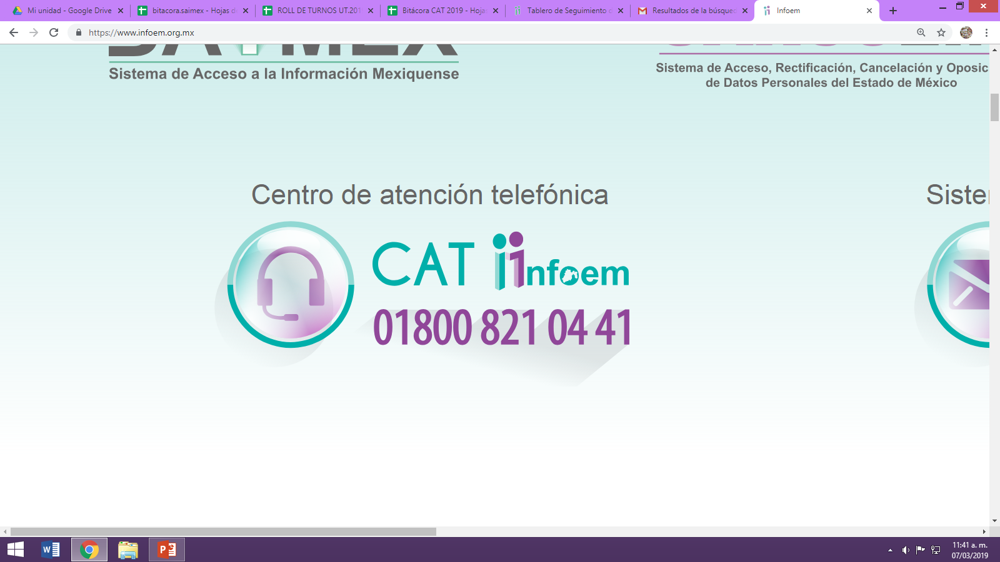 Mi unidad - Google Drive
bitacora.saimex - Hojas d
ROLL DE TURNOS UT.201
Bitácora CAT 2019 - Hoja
Tablero de Seguimiento
Resultados de la búsqued
Infoem
https://www.infoem.org.mx
SAIMEX
Sistema de Acceso a la Información Mexiquense
Sistema de Acceso, Rectificación, Cancelación y Oposic
de Datos Personales del Estado de México
Centro de atención telefónica
Siste
CAT infoem
01800 821 04 41
11:41 a. m.
07/03/2019